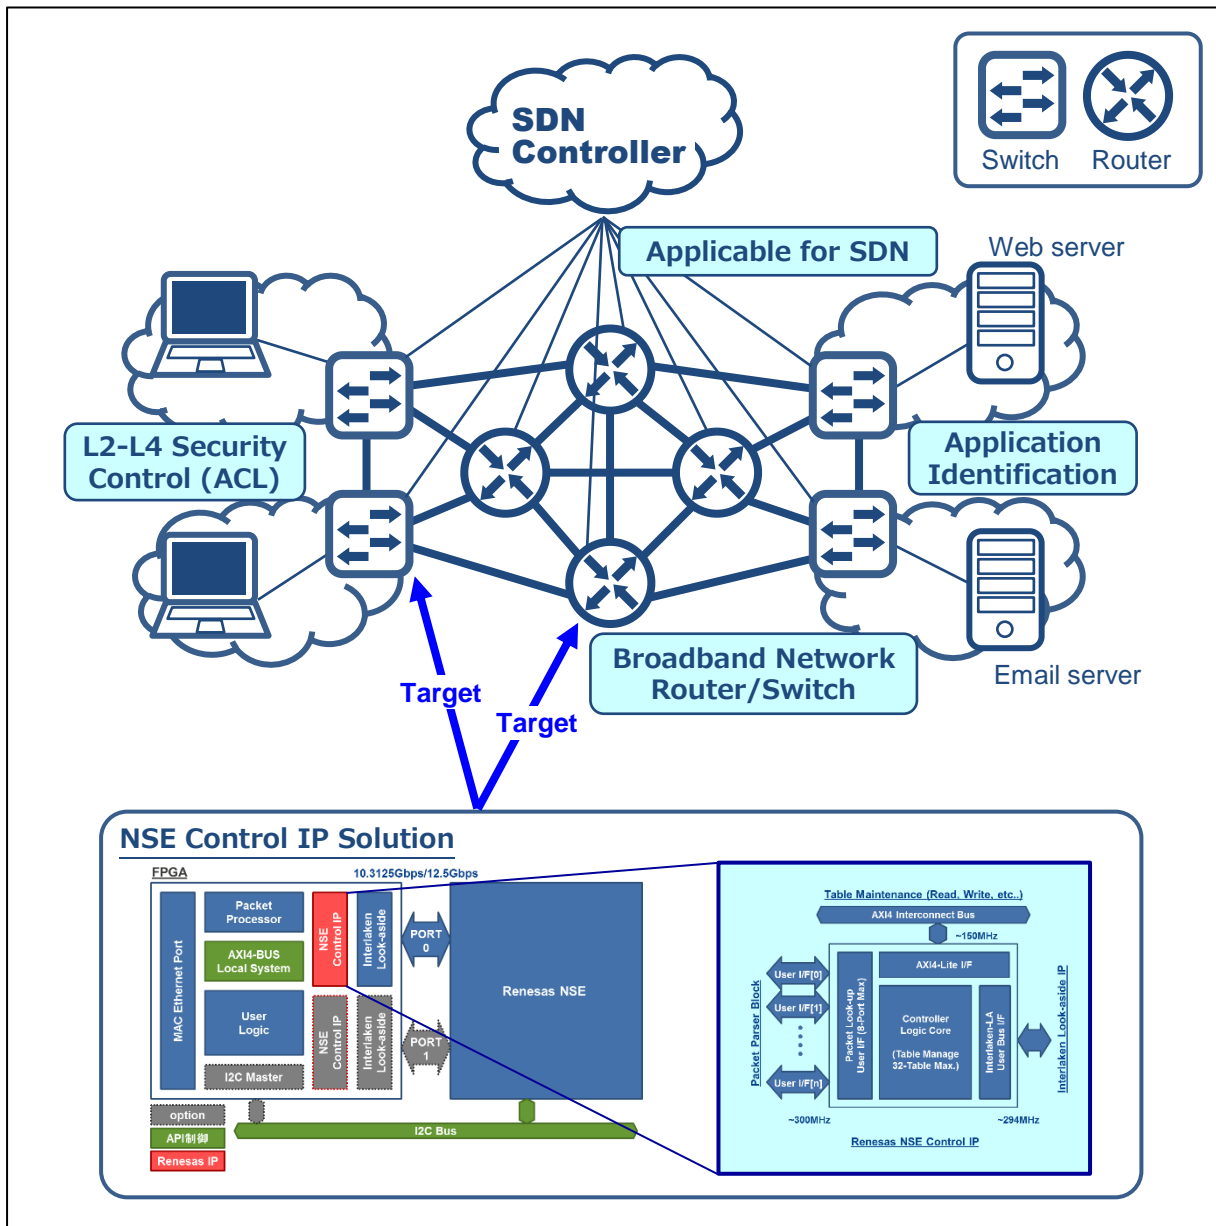 SDN
Controller
Switch
Router
Applicable for SDN
Web server
L2-L4 Security
Control (ACL)
Application
Identification
Broadband Network
Router/Switch
Email server
Target
Target
NSE Control IP Solution
FPGA
10.3125Gbps/12.5Gbps
MAC Ethernet Port
Packet
Processor
AXI4-BUS
Local System
User
Logic
I2C Master
NSE
Control IP
Interlaken
Look-aside
NSE
Control IP
Interlaken
Look-aside
PORT
0
PORT
1
Renesas NSE
I2C Bus
option
API制御
Renesas IP
Table Maintenance (Read, Write, etc..)
AXI4 Interconnect Bus
~150MHz
Packet Parser Block
User I/F[0]
User I/F[1]
User I/F[n]
Packet Look-up
User I/F (8-Port Max)
AXI4-Lite I/F
Controller
Logic Core
(Table Manage
32-Table Max.)
Interlaken-LA
User Bus I/F
Interlaken Look-aside IP
~300MHz
~294MHz
Renesas NSE Control IP